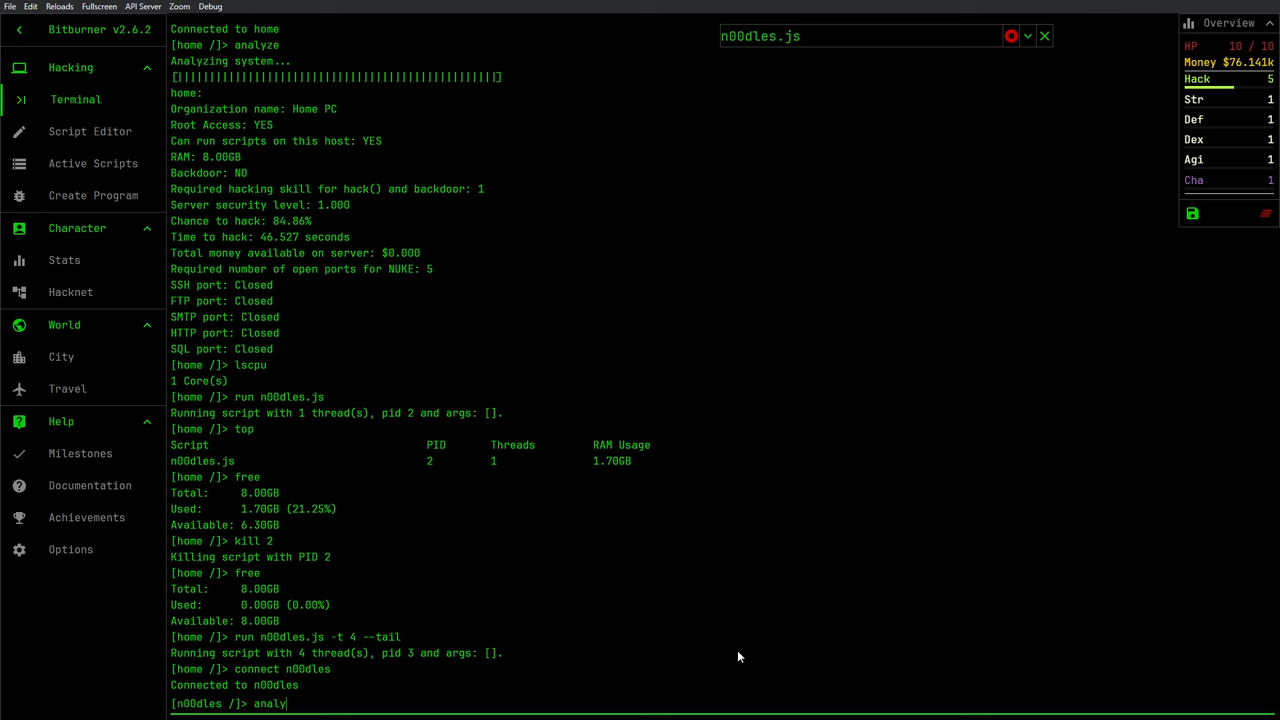 File Edit Reloads Fullscreen API Server Zoom Debug
Bitburner v2.6.2
Hacking
Terminal
Script Editor
Active Scripts
Create Program
Character
Stats
Hacknet
World
City
Travel
Help
Milestones
Documentation
Achievements
Options
Connected to home
[home /]> analyze
Analyzing system...
[||||||||||||||||||||||||||||||||||||||||||||||||||]
home:
Organization name: Home PC
Root Access: YES
Can run scripts on this host: YES
RAM: 8.00GB
Backdoor: NO
Required hacking skill for hack() and backdoor: 1
Server security level: 1.000
Chance to hack: 84.86%
Time to hack: 46.527 seconds
Total money available on server: $0.000
Required number of open ports for NUKE: 5
SSH port: Closed
FTP port: Closed
SMTP port: Closed
HTTP port: Closed
SQL port: Closed
[home /]> lscpu
1 Core(s)
[home /]> run n00dles.js
Running script with 1 thread(s), pid 2 and args: [].
[home /]> top
Script PID Threads RAM Usage
n00dles.js 2 1 1.70GB
[home /]> free
Total: 8.00GB
Used: 1.70GB (21.25%)
Available: 6.30GB
[home /]> kill 2
Killing script with PID 2
[home /]> free
Total: 8.00GB
Used: 0.00GB (0.00%)
Available: 8.00GB
[home /]> run n00dles.js -t 4 --tail
Running script with 4 thread(s), pid 3 and args: [].
[home /]> connect n00dles
Connected to n00dles
[n00dles /]> analy
n00dles.js
Overview
HP 10 / 10
Money $76.141k
Hack 5
Str 1
Def 1
Dex 1
Agi 1
Cha 1